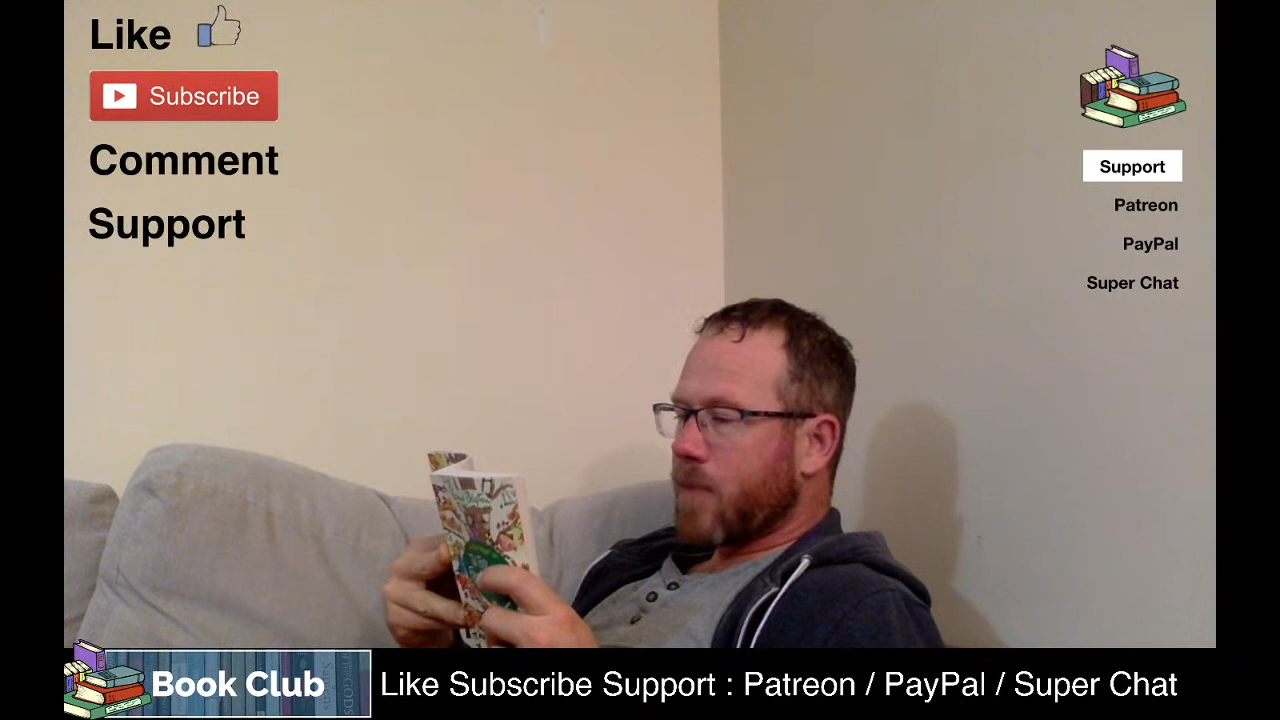 Like
Subscribe
Comment
Support
Support
Patreon
PayPal
Super Chat
Book Club
Like Subscribe Support : Patreon / PayPal / Super Chat